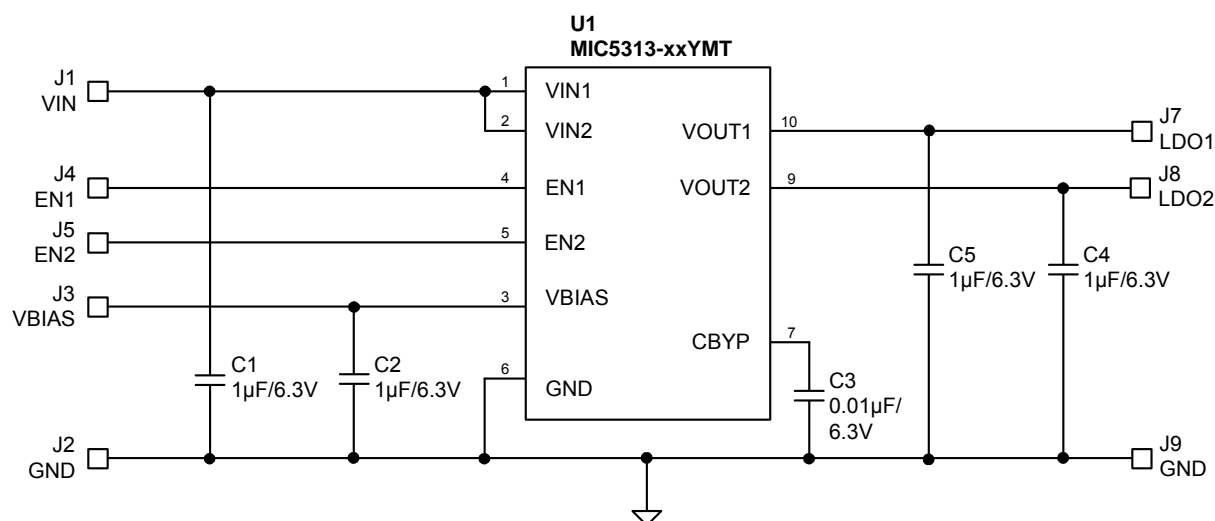 U1
MIC5313-xxYMT
J1
VIN
1
VIN1
2
VIN2
VOUT1
10
J7
LDO1
J4
EN1
4
EN1
VOUT2
9
J8
LDO2
J5
EN2
5
EN2
J3
VBIAS
3
VBIAS
C5
1µF/6.3V
C4
1µF/6.3V
CBYP
7
C1
1µF/6.3V
C2
1µF/6.3V
6
GND
C3
0.01µF/
6.3V
J2
GND
J9
GND